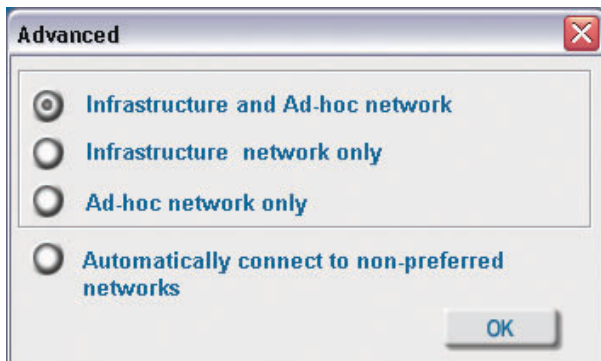 Advanced
Infrastructure and Ad-hoc network
Infrastructure network only
Ad-hoc network only
Automatically connect to non-preferred
networks
OK